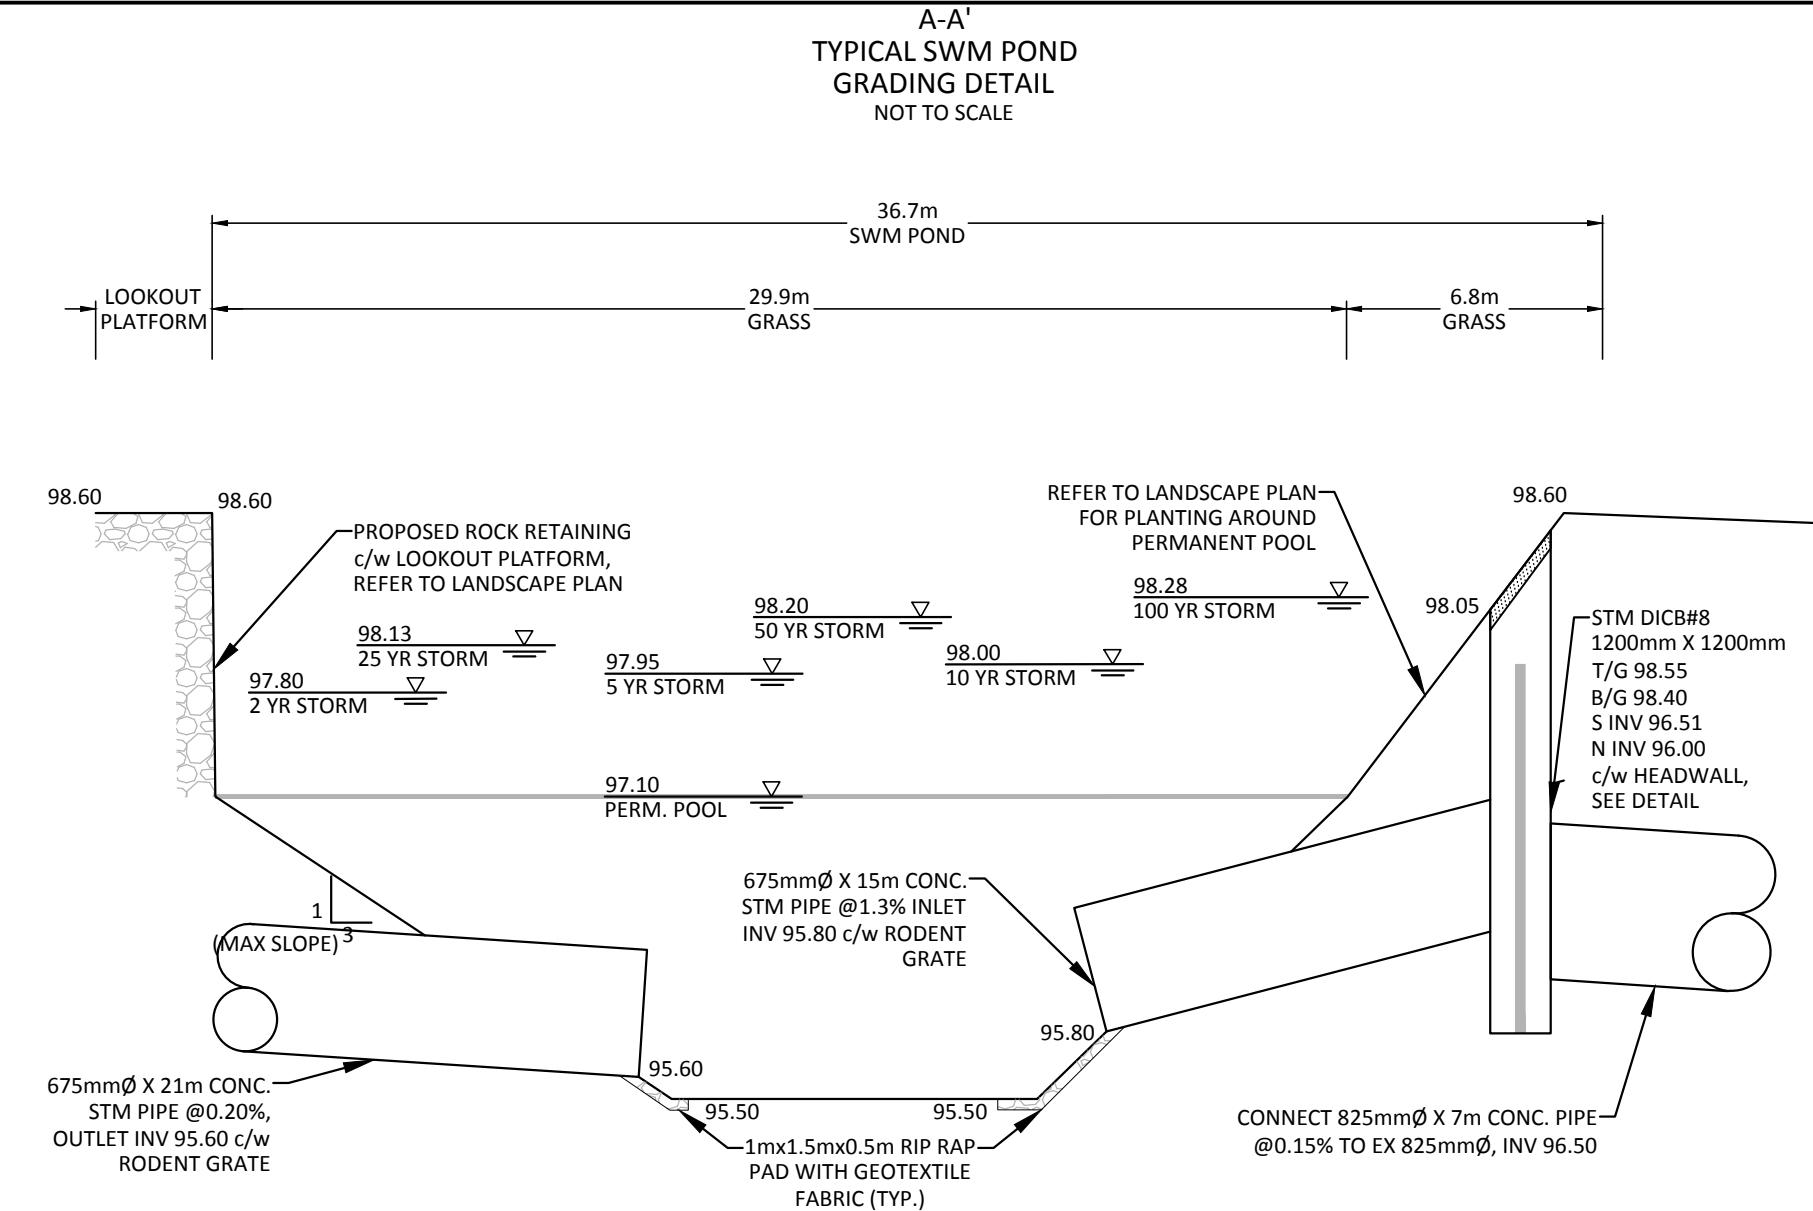 A-A'
TYPICAL SWM POND
GRADING DETAIL
NOT TO SCALE
36.7m
SWM POND
LOOKOUT
PLATFORM
29.9m
GRASS
6.8m
GRASS
98.60
98.60
PROPOSED ROCK RETAINING
c/w LOOKOUT PLATFORM,
REFER TO LANDSCAPE PLAN
REFER TO LANDSCAPE PLAN
FOR PLANTING AROUND
PERMANENT POOL
98.60
98.05
98.28
100 YR STORM
98.20
50 YR STORM
98.13
25 YR STORM
98.00
10 YR STORM
97.95
5 YR STORM
97.80
2 YR STORM
97.10
PERM. POOL
STM DICB#8
1200mm X 1200mm
T/G 98.55
B/G 98.40
S INV 96.51
N INV 96.00
c/w HEADWALL,
SEE DETAIL
1
3
(MAX SLOPE)
675mmØ X 15m CONC.
STM PIPE @1.3% INLET
INV 95.80 c/w RODENT
GRATE
95.80
95.60
95.50
95.50
675mmØ X 21m CONC.
STM PIPE @0.20%,
OUTLET INV 95.60 c/w
RODENT GRATE
1mx1.5mx0.5m RIP RAP
PAD WITH GEOTEXTILE
FABRIC (TYP.)
CONNECT 825mmØ X 7m CONC. PIPE
@0.15% TO EX 825mmØ, INV 96.50